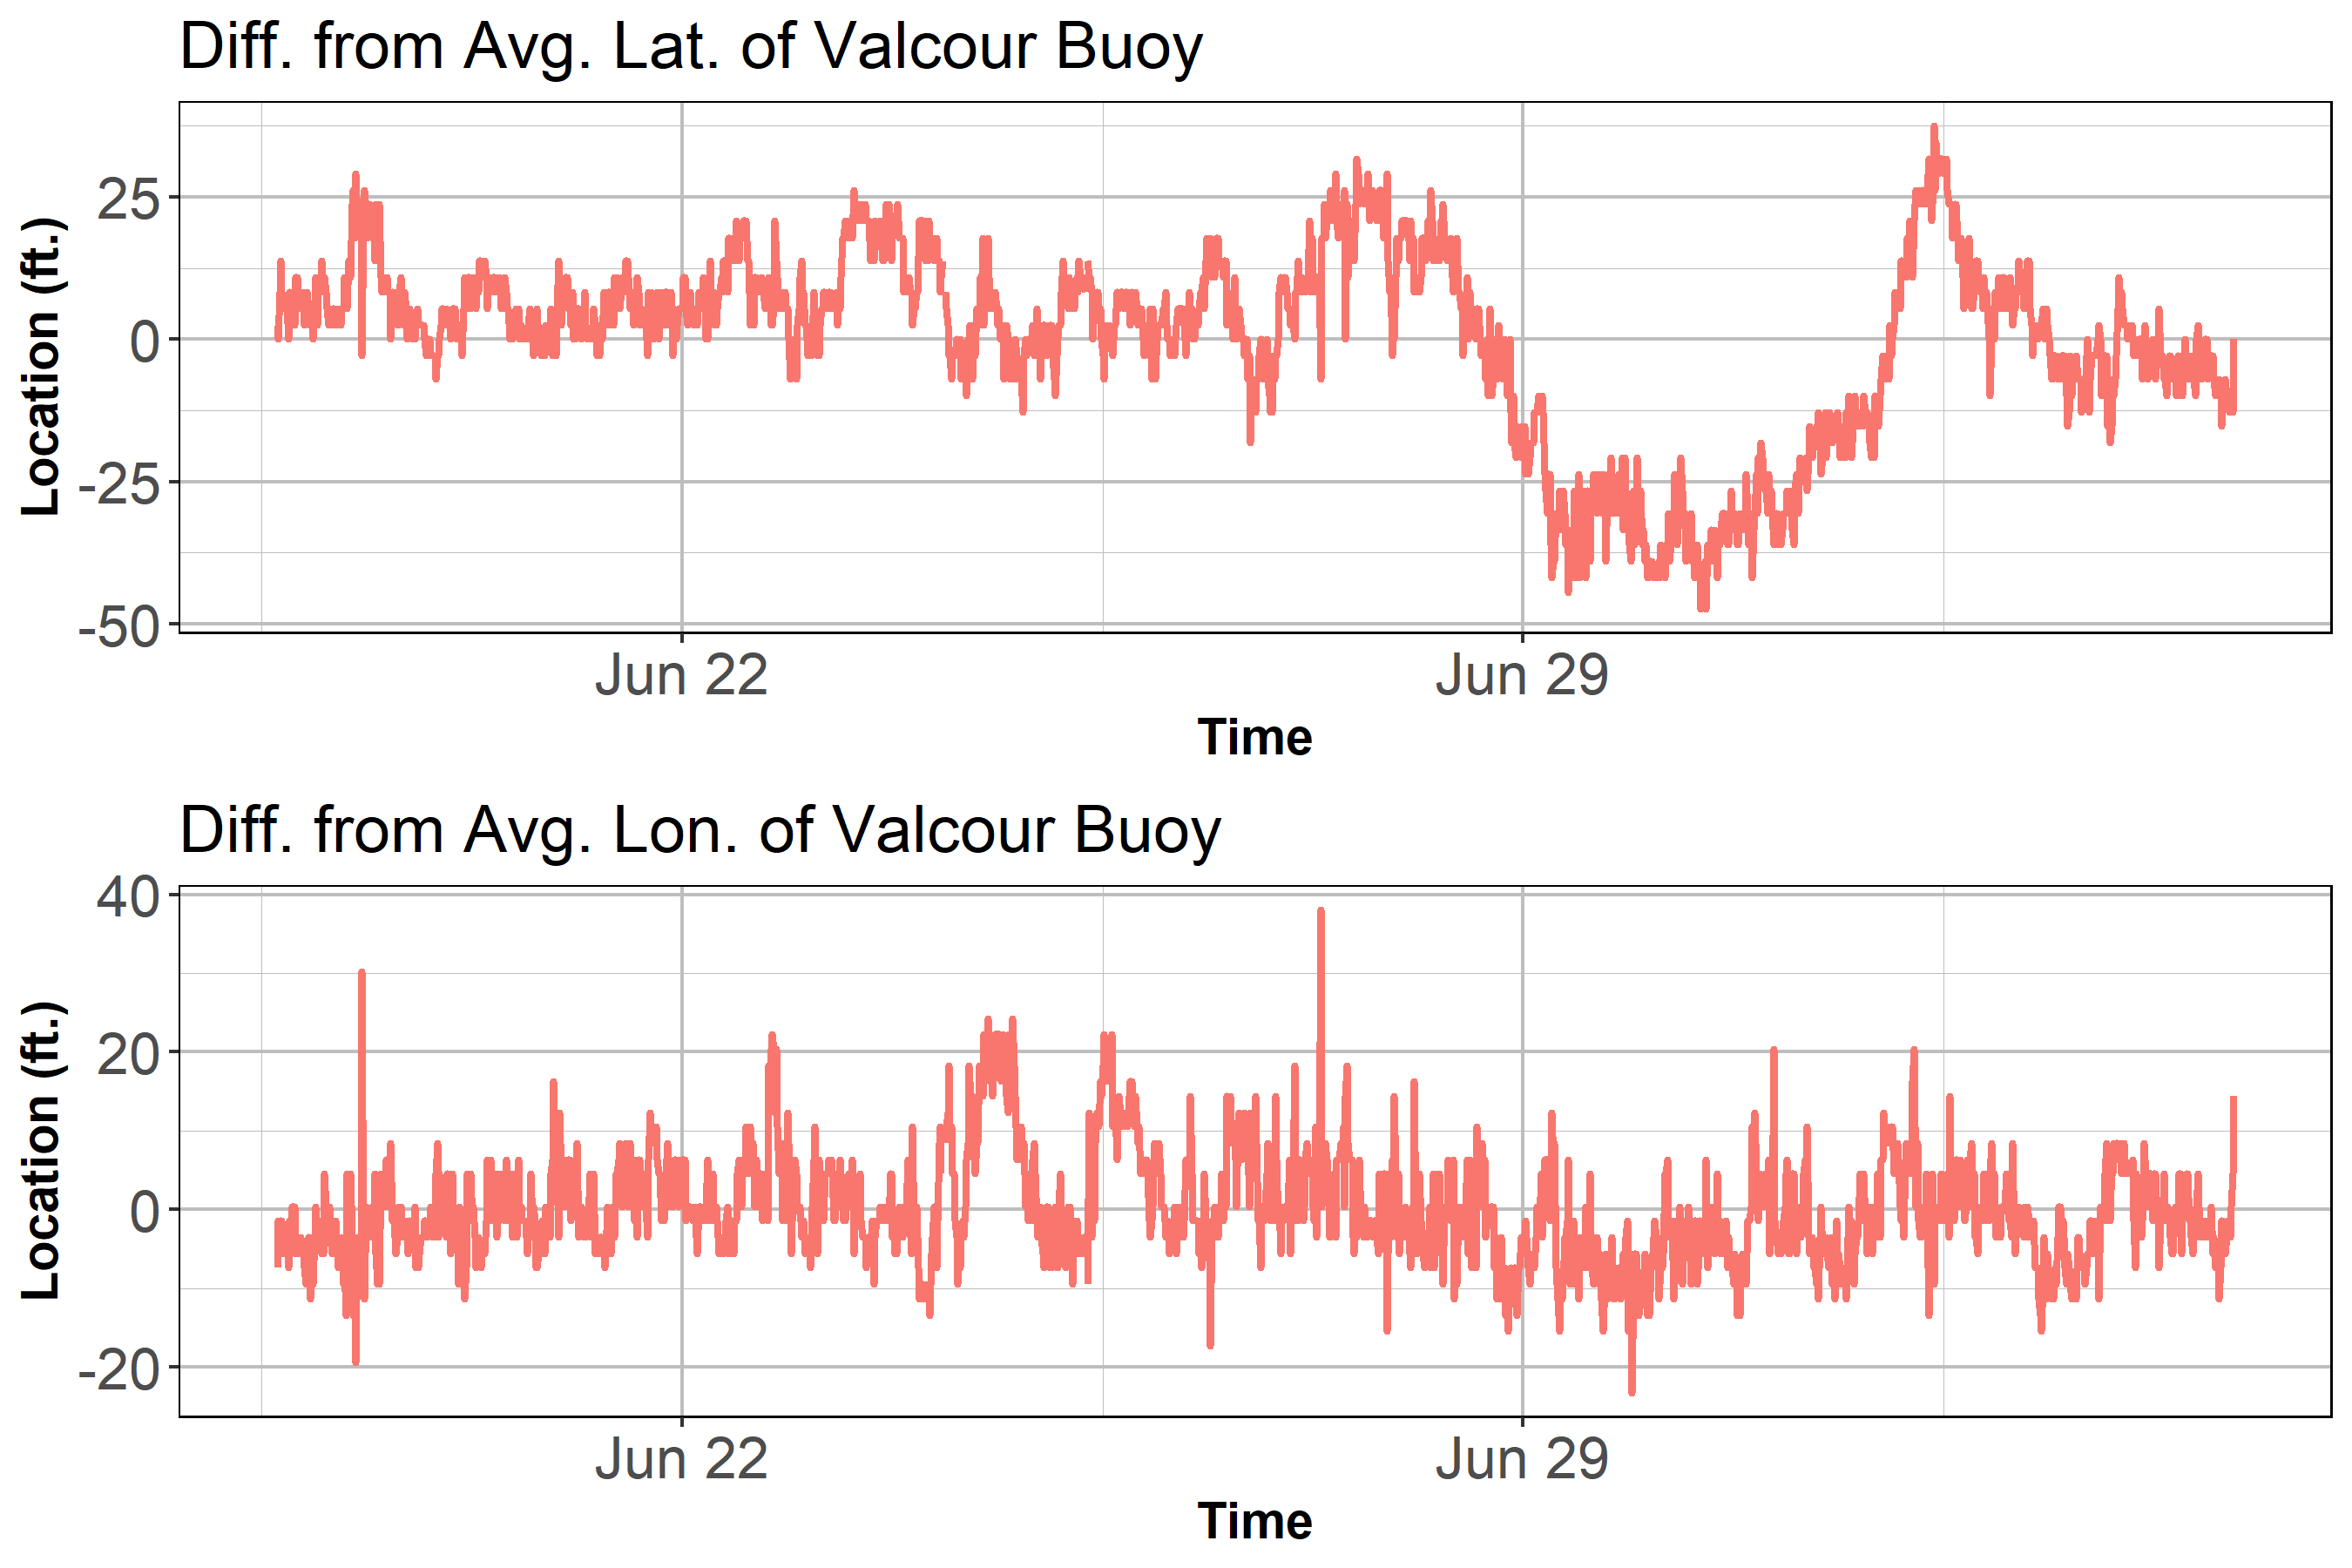 Diff. from Avg. Lat. of Valcour Buoy
Location (ft.)
25
0
-25
-50
Jun 22
Jun 29
Time
Diff. from Avg. Lon. of Valcour Buoy
Location (ft.)
40
20
0
-20
Jun 22
Jun 29
Time